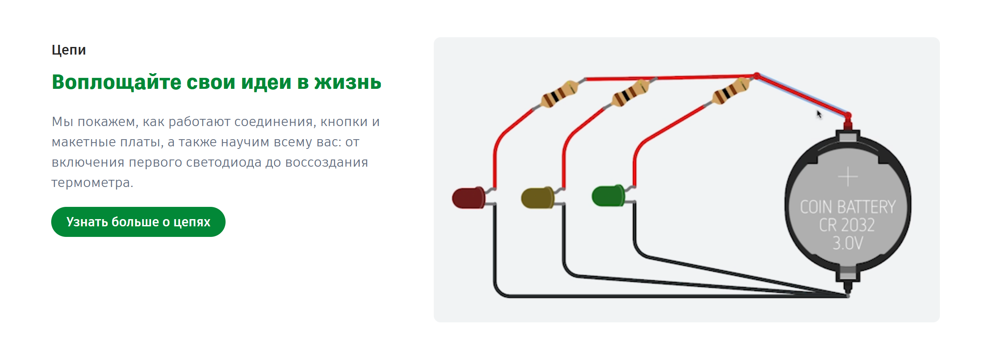 Цепи
Воплощайте свои идеи в жизнь
Мы покажем, как работают соединения, кнопки и
макетные платы, а также научим всему вас: от
включения первого светодиода до воссоздания
термометра.
Узнать больше о цепях
COIN BATTERY
CR 2032
3.0V